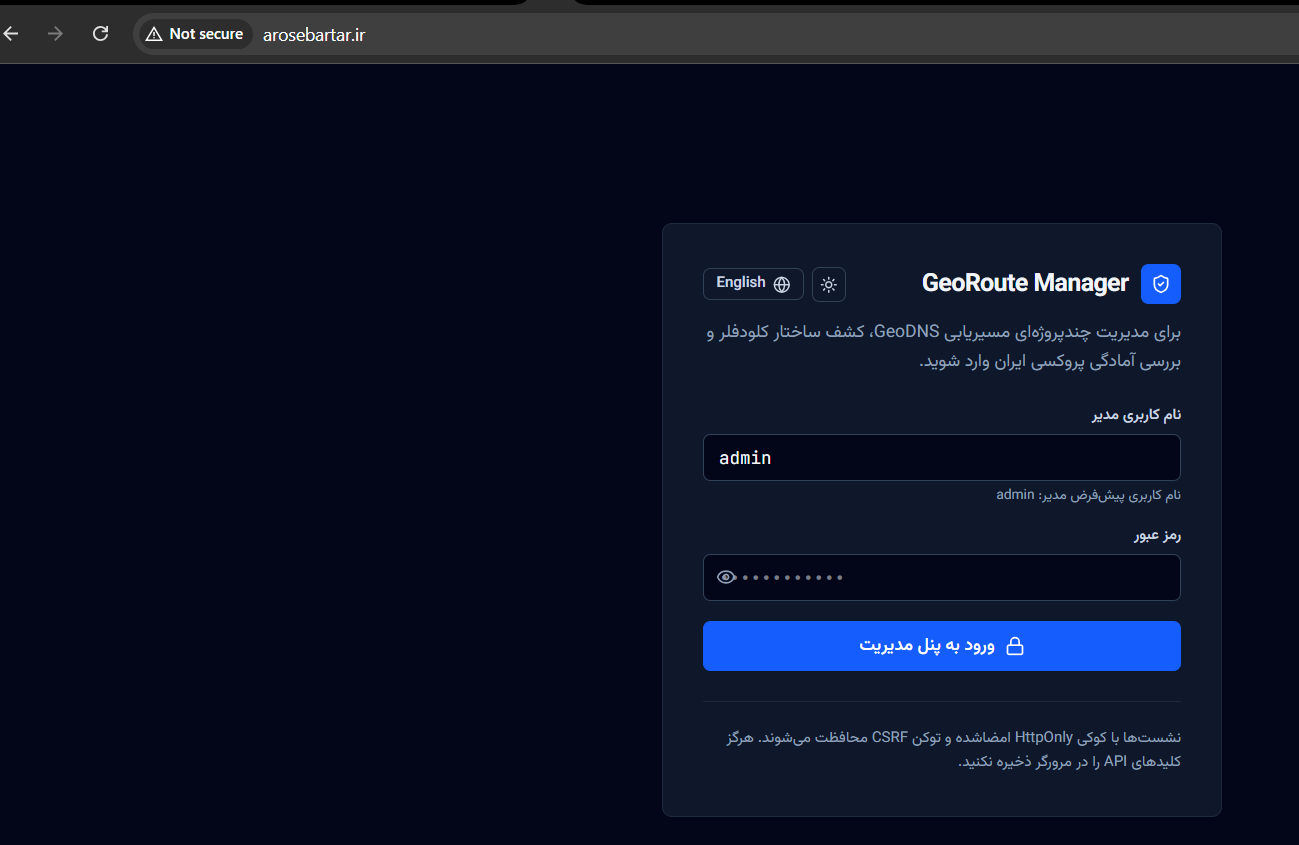 Not secure
arosebartar.ir
GeoRoute Manager
English
برای مدیریت چندپروژه‌ای مسیریابی GeoDNS، کشف ساختار کلودفلر و
بررسی آمادگی پروکسی ایران وارد شوید.
نام کاربری مدیر
admin
نام کاربری پیش‌فرض مدیر: admin
رمز عبور
ورود به پنل مدیریت
نشست‌ها با کوکی HttpOnly امضاشده و توکن CSRF محافظت می‌شوند. هرگز
کلیدهای API را در مرورگر ذخیره نکنید.